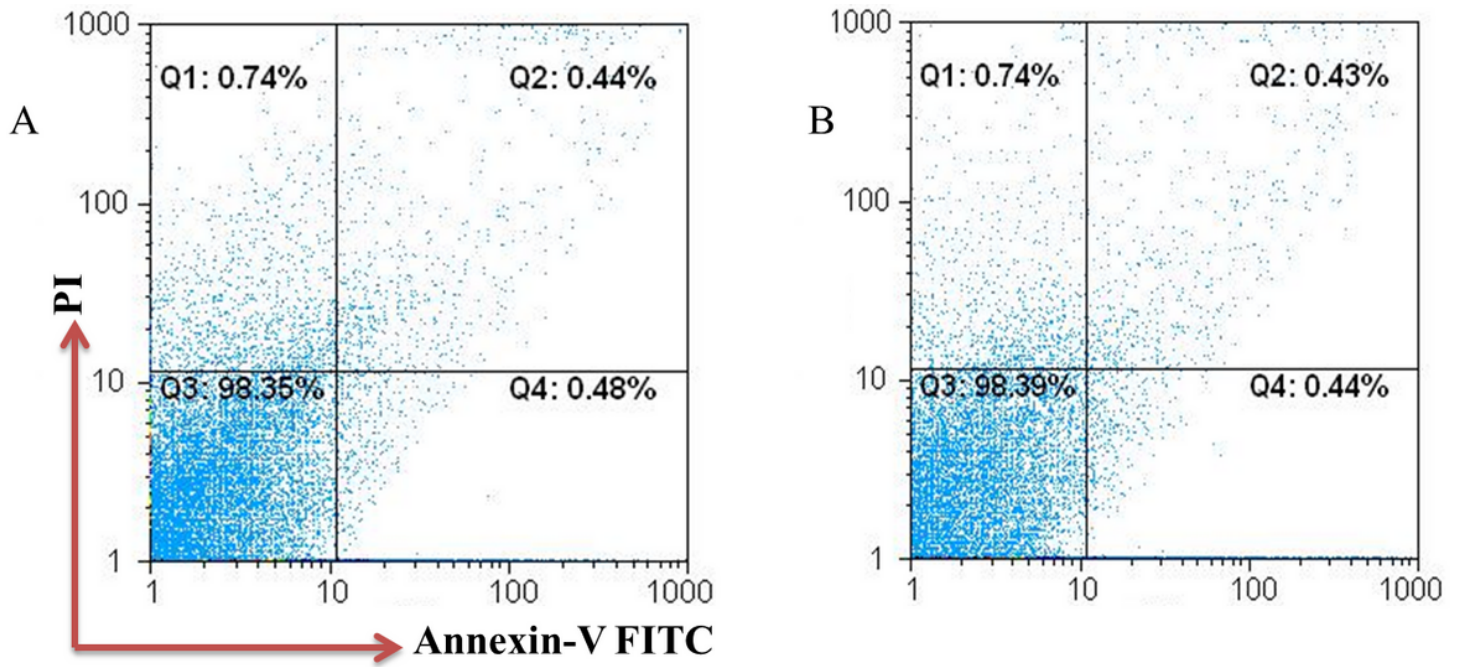 A
1000
Q1: 0.74%
Q2: 0.44%
100
10
Q3: 98.35%
Q4: 0.48%
1
1
10
100
1000
PI
Annexin-V FITC
B
1000
Q1: 0.74%
Q2: 0.43%
100
10
Q3: 98.39%
Q4: 0.44%
1
1
10
100
1000